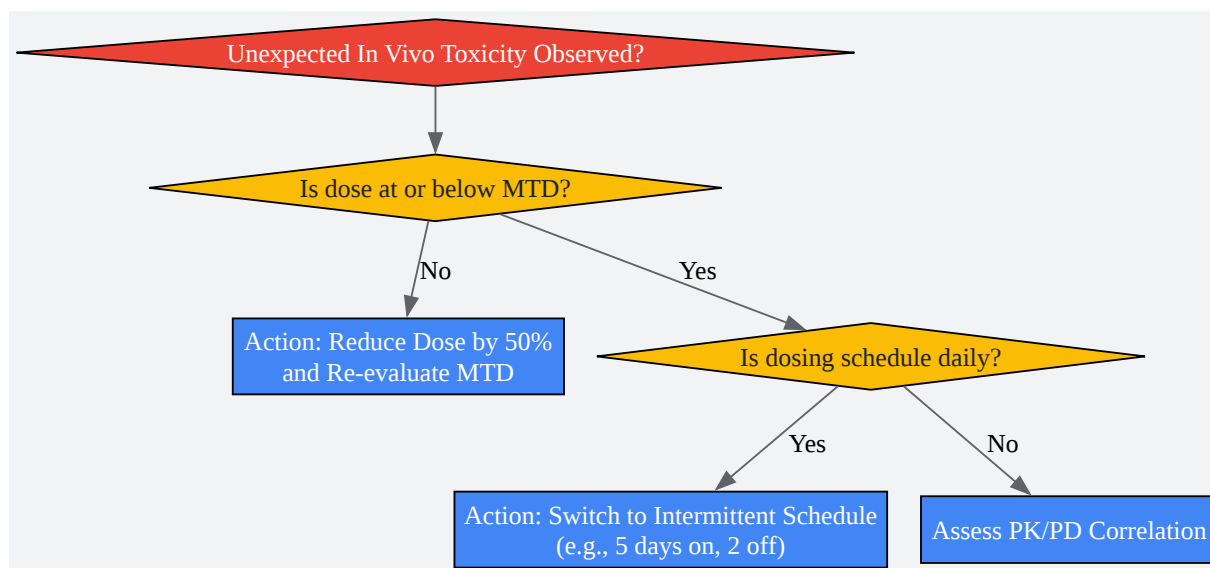 Unexpected In Vivo Toxicity Observed?
Is dose at or below MTD?
No
Yes
Action: Reduce Dose by 50%
and Re-evaluate MTD
Is dosing schedule daily?
Yes
No
Action: Switch to Intermittent Schedule
(e.g., 5 days on, 2 off)
Assess PK/PD Correlation